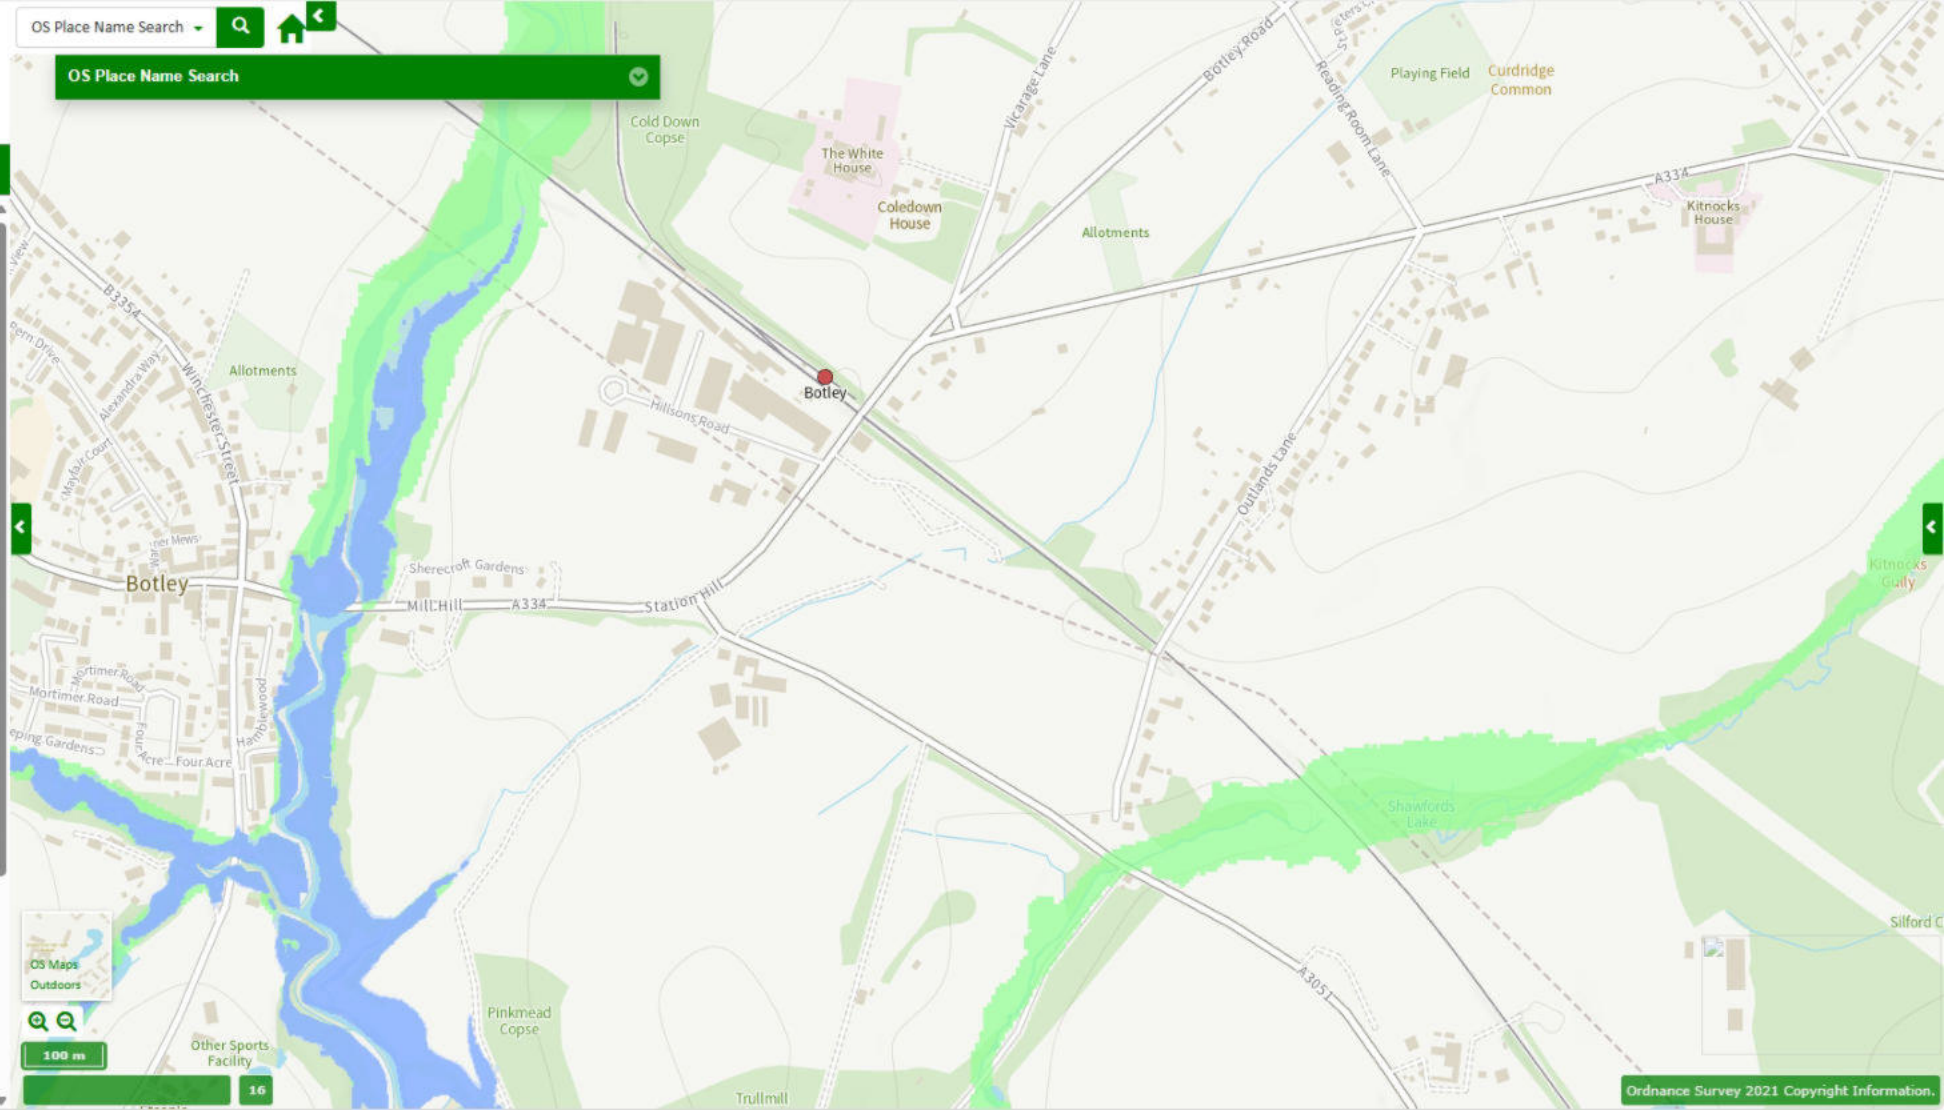 OS Place Name Search
OS Place Name Search
Cold Down
Copse
The White
House
Coledown
House
Vicarage Lane
Botley Road
Reading Room Lane
Playing Field
Curdridge
Common
Allotments
A334
Kitnocks
House
View
B3354
Alexandra Way
Winchester Street
Mayfair Court
Allotments
Botley
Hillsons Road
Outlands Lane
Botley
Sherecroft Gardens
Mill Hill
A334
Station Hill
Kitnocks
Gully
Mortimer Road
Mortimer Road
Four Acre
Four Acre
Hamblewood
Shawfords
Lake
Silford C
A3051
OS Maps
Outdoors
Pinkmead
Copse
Other Sports
Facility
Trullmill
100 m
16
Ordnance Survey 2021 Copyright Information.